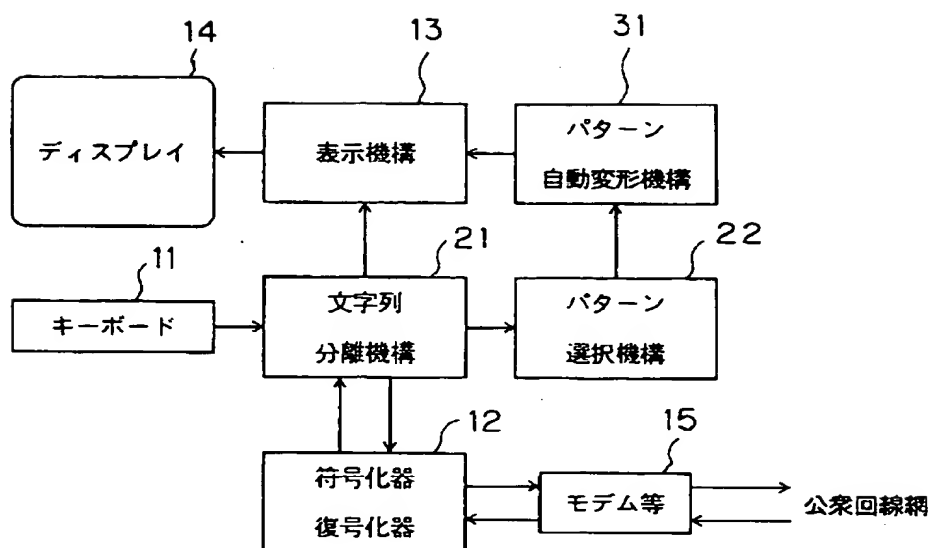 14
13
31
ディスプレイ
表示機構
パターン
自動変形機構
11
21
22
キーボード
文字列
分離機構
パターン
選択機構
12
15
符号化器
復号化器
モデム等
公衆回線網